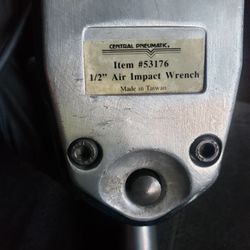 CENTRAL PNEUMATIC®
Item #53176
1/2" Air Impact Wrench
Made in Taiwan